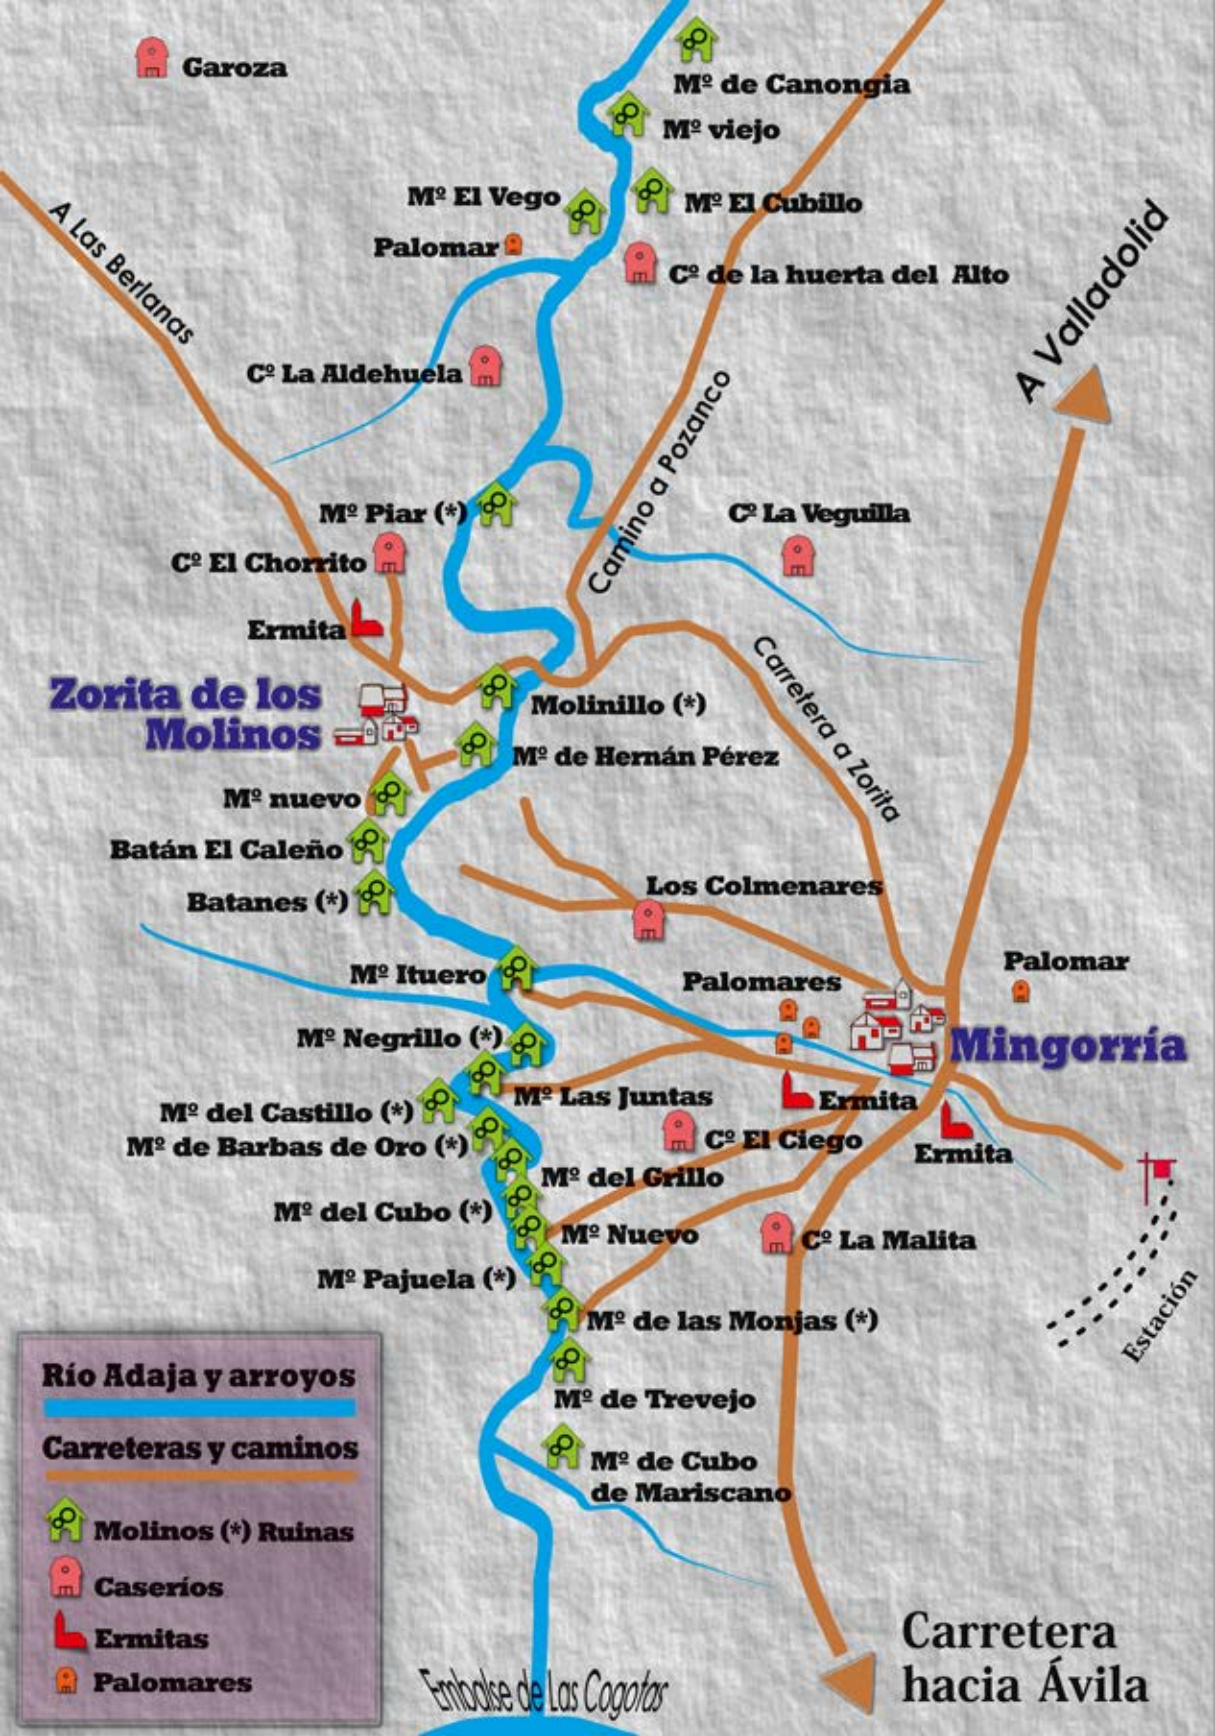 Garoza
Mº de Canongia
Mº viejo
Mº El Vego
Mº El Cubillo
Palomar
Cº de la huerta del Alto
A Las Berlanas
A Valladolid
Cº La Aldehuela
Camino a Pozanco
Mº Piar (*)
Cº La Veguilla
Cº El Chorrito
Ermita
Carretera a Zorita
Zorita de los
Molinos
Molinillo (*)
Mº de Hernán Pérez
Mº nuevo
Batán El Caleño
Batanes (*)
Los Colmenares
Mº Ituero
Palomares
Palomar
Mº Negrillo (*)
Mingorría
Mº Las Juntas
Ermita
Mº del Castillo (*)
Mº de Barbas de Oro (*)
Cº El Ciego
Ermita
Mº del Grillo
Mº del Cubo (*)
Mº Nuevo
Cº La Malita
Mº Pajuela (*)
Estación
Mº de las Monjas (*)
Mº de Trevejo
Mº de Cubo
de Mariscano
Río Adaja y arroyos
Carreteras y caminos
Molinos (*) Ruinas
Caseríos
Ermitas
Palomares
Embalse de Las Cogotas
Carretera
hacia Ávila